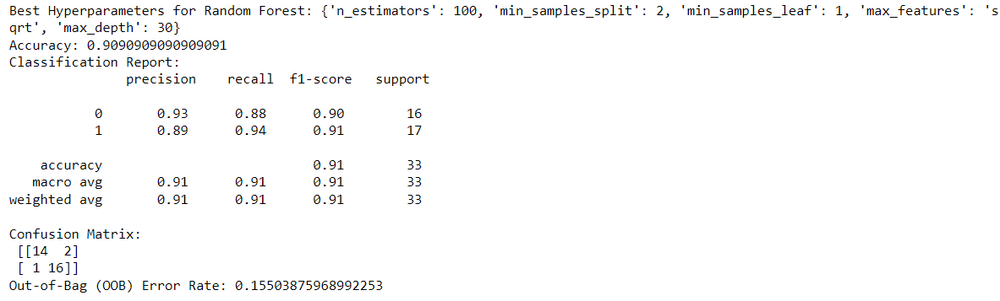 Best Hyperparameters for Random Forest: {'n_estimators': 100, 'min_samples_split': 2, 'min_samples_leaf': 1, 'max_features': 's
qrt', 'max_depth': 30}
Accuracy: 0.9090909090909091
Classification Report:
              precision    recall  f1-score   support

           0       0.93      0.88      0.90        16
           1       0.89      0.94      0.91        17

    accuracy                           0.91        33
   macro avg       0.91      0.91      0.91        33
weighted avg       0.91      0.91      0.91        33

Confusion Matrix:
 [[14  2]
 [ 1 16]]
Out-of-Bag (OOB) Error Rate: 0.15503875968992253